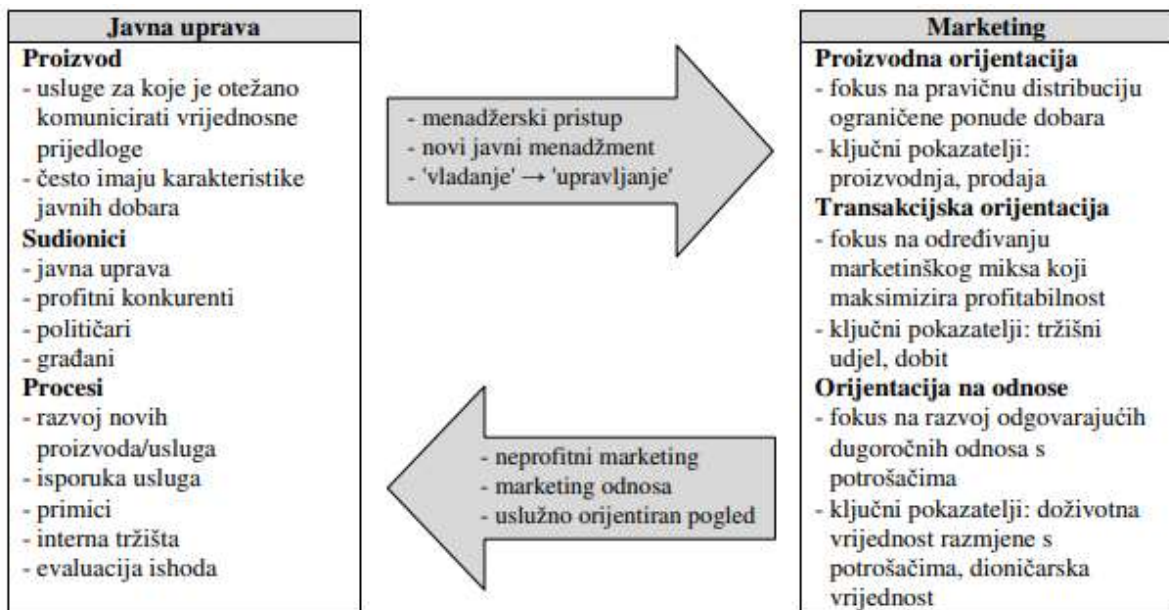 Javna uprava
Proizvod
- usluge za koje je otežano
komunicirati vrijednosne
prijedloge
- često imaju karakteristike
javnih dobara
Sudionici
- javna uprava
- profitni konkurenti
- političari
- građani
Procesi
- razvoj novih
proizvoda/usluga
- isporuka usluga
- primici
- interna tržišta
- evaluacija ishoda
- menadžerski pristup
- novi javni menadžment
- 'vladanje' → 'upravljanje'
- neprofitni marketing
- marketing odnosa
- uslužno orijentiran pogled
Marketing
Proizvodna orijentacija
- fokus na pravičnu distribuciju
ograničene ponude dobara
- ključni pokazatelji:
proizvodnja, prodaja
Transakcijska orijentacija
- fokus na određivanju
marketinškog miksa koji
maksimizira profitabilnost
- ključni pokazatelji: tržišni
udjel, dobit
Orijentacija na odnose
- fokus na razvoj odgovarajućih
dugoročnih odnosa s
potrošačima
- ključni pokazatelji: doživotna
vrijednost razmjene s
potrošačima, dioničarska
vrijednost